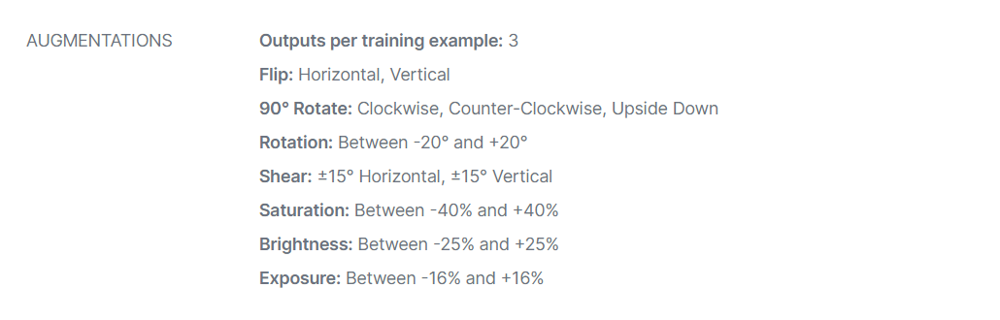 AUGMENTATIONS
Outputs per training example: 3
Flip: Horizontal, Vertical
90° Rotate: Clockwise, Counter-Clockwise, Upside Down
Rotation: Between -20° and +20°
Shear: ±15° Horizontal, ±15° Vertical
Saturation: Between -40% and +40%
Brightness: Between -25% and +25%
Exposure: Between -16% and +16%